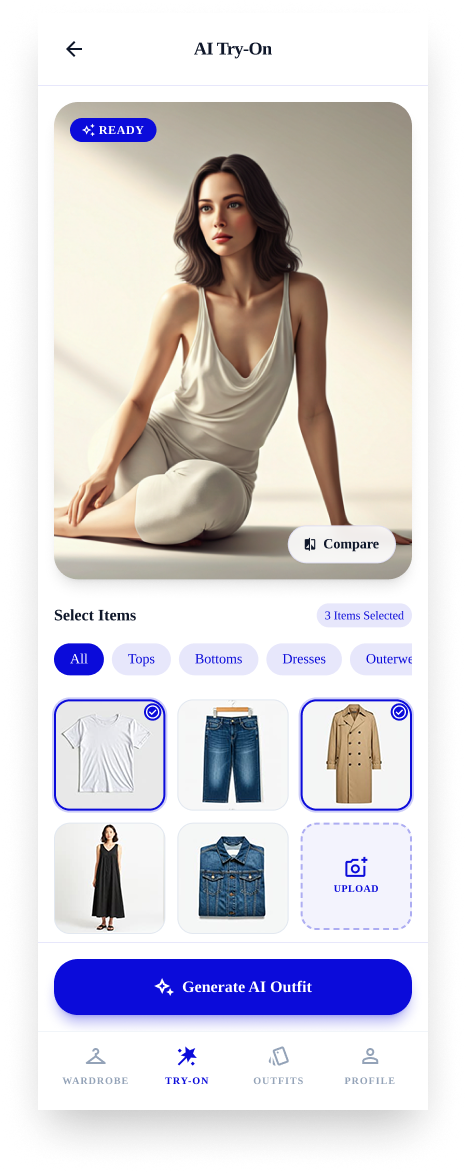 AI Try-On
READY
Compare
Select Items
3 Items Selected
All
Tops
Bottoms
Dresses
Outerwe
UPLOAD
Generate AI Outfit
WARDROBE
TRY-ON
OUTFITS
PROFILE